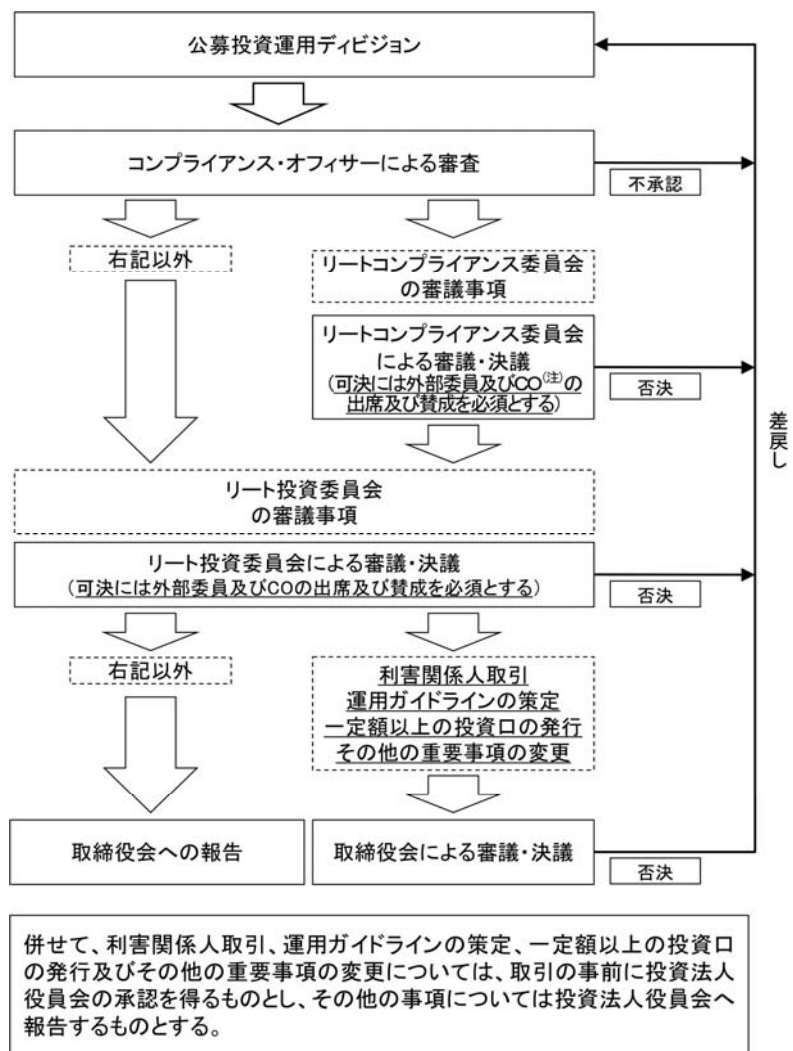 公募投資運用ディビジョン
コンプライアンス・オフィサーによる審査
不承認
右記以外
リートコンプライアンス委員会
の審議事項
リートコンプライアンス委員会
による審議・決議
(可決には外部委員及びCO(注)の
出席及び賛成を必須とする)
否決
差戻し
リート投資委員会
の審議事項
リート投資委員会による審議・決議
(可決には外部委員及びCOの出席及び賛成を必須とする)
否決
右記以外
利害関係人取引
運用ガイドラインの策定
一定額以上の投資口の発行
その他の重要事項の変更
取締役会への報告
取締役会による審議・決議
否決
併せて、利害関係人取引、運用ガイドラインの策定、一定額以上の投資口
の発行及びその他の重要事項の変更については、取引の事前に投資法人
役員会の承認を得るものとし、その他の事項については投資法人役員会へ
報告するものとする。